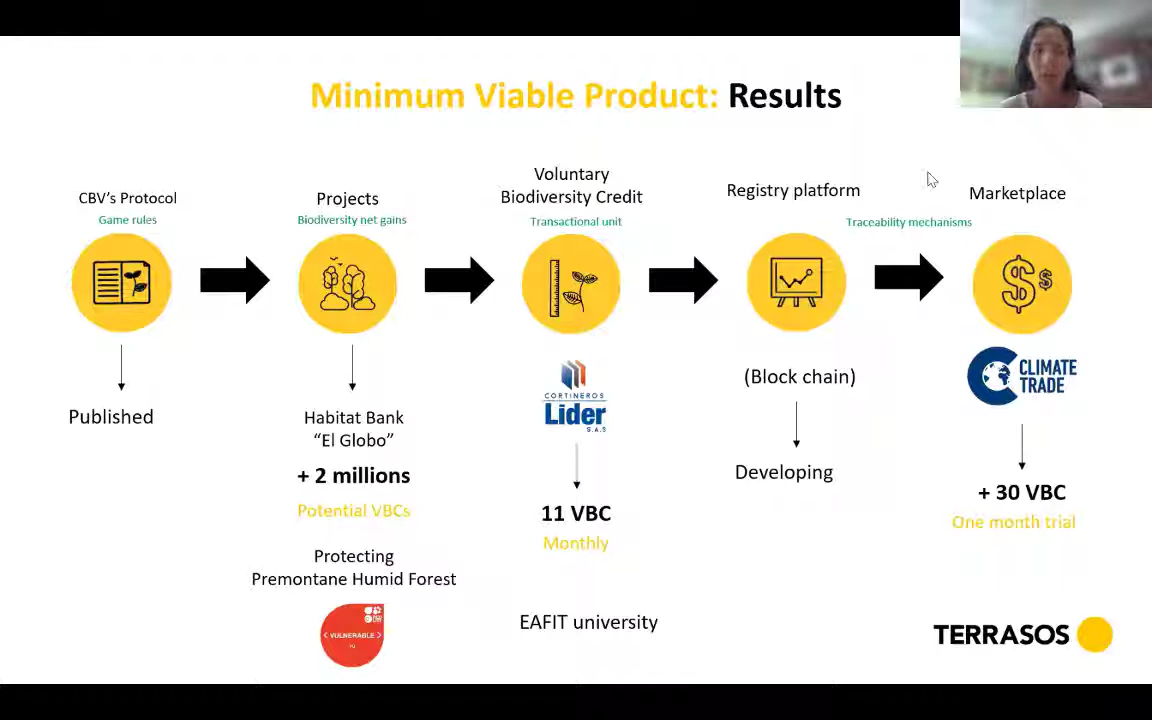 Minimum Viable Product: Results
CBV's Protocol
Game rules
Published
Projects
Biodiversity net gains
Habitat Bank
“El Globo”
+ 2 millions
Potential VBCs
Protecting
Premontane Humid Forest
< VULNERABLE >
VU
Voluntary
Biodiversity Credit
Transactional unit
CORTINEROS
Lider
S.A.S
11 VBC
Monthly
EAFIT university
Registry platform
(Block chain)
Developing
Traceability mechanisms
Marketplace
CLIMATE
TRADE
+ 30 VBC
One month trial
TERRASOS